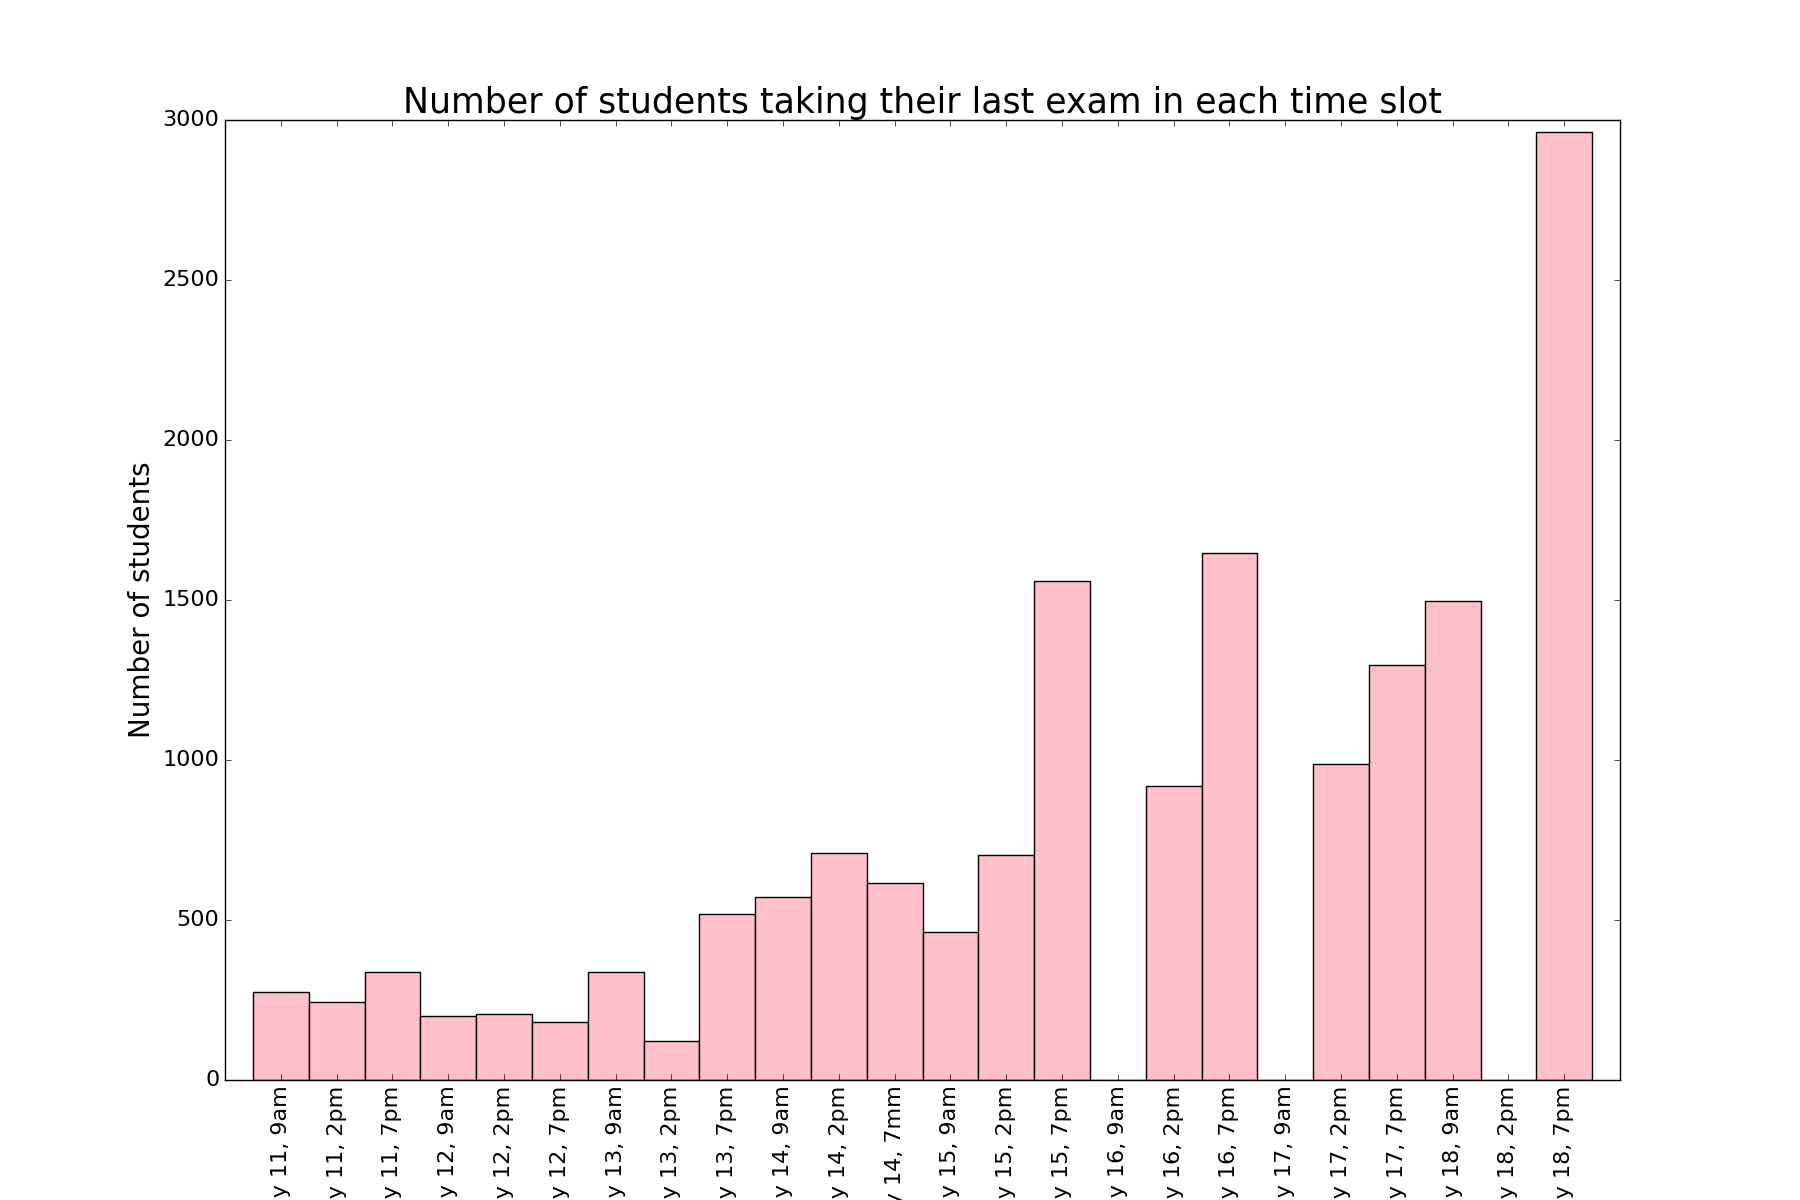 Number of students taking their last exam in each time slot
3000
2500
2000
1500
1000
500
0
Number of students
y 11, 9am
y 11, 2pm
y 11, 7pm
y 12, 9am
y 12, 2pm
y 12, 7pm
y 13, 9am
y 13, 2pm
y 13, 7pm
y 14, 9am
y 14, 2pm
y 14, 7mm
y 15, 9am
y 15, 2pm
y 15, 7pm
y 16, 9am
y 16, 2pm
y 16, 7pm
y 17, 9am
y 17, 2pm
y 17, 7pm
y 18, 9am
y 18, 2pm
y 18, 7pm